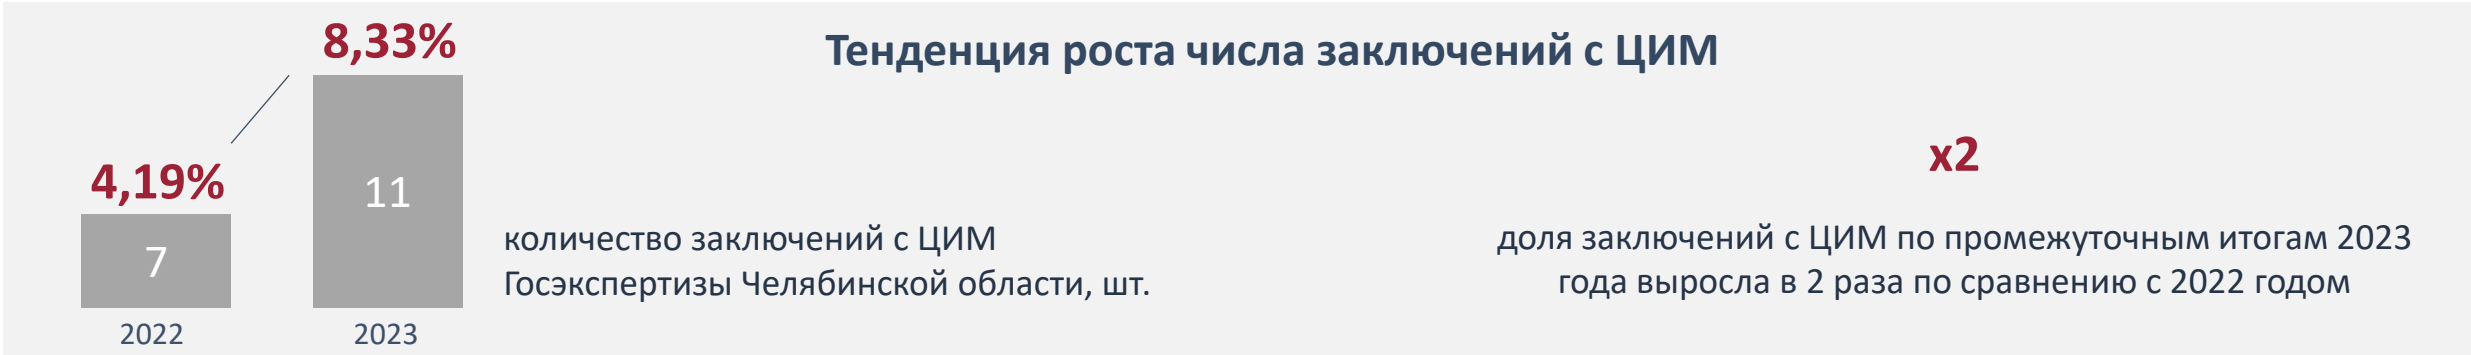 Тенденция роста числа заключений с ЦИМ
8,33%
4,19%
11
7
2022
2023
количество заключений с ЦИМ
Госэкспертизы Челябинской области, шт.
x2
доля заключений с ЦИМ по промежуточным итогам 2023
года выросла в 2 раза по сравнению с 2022 годом